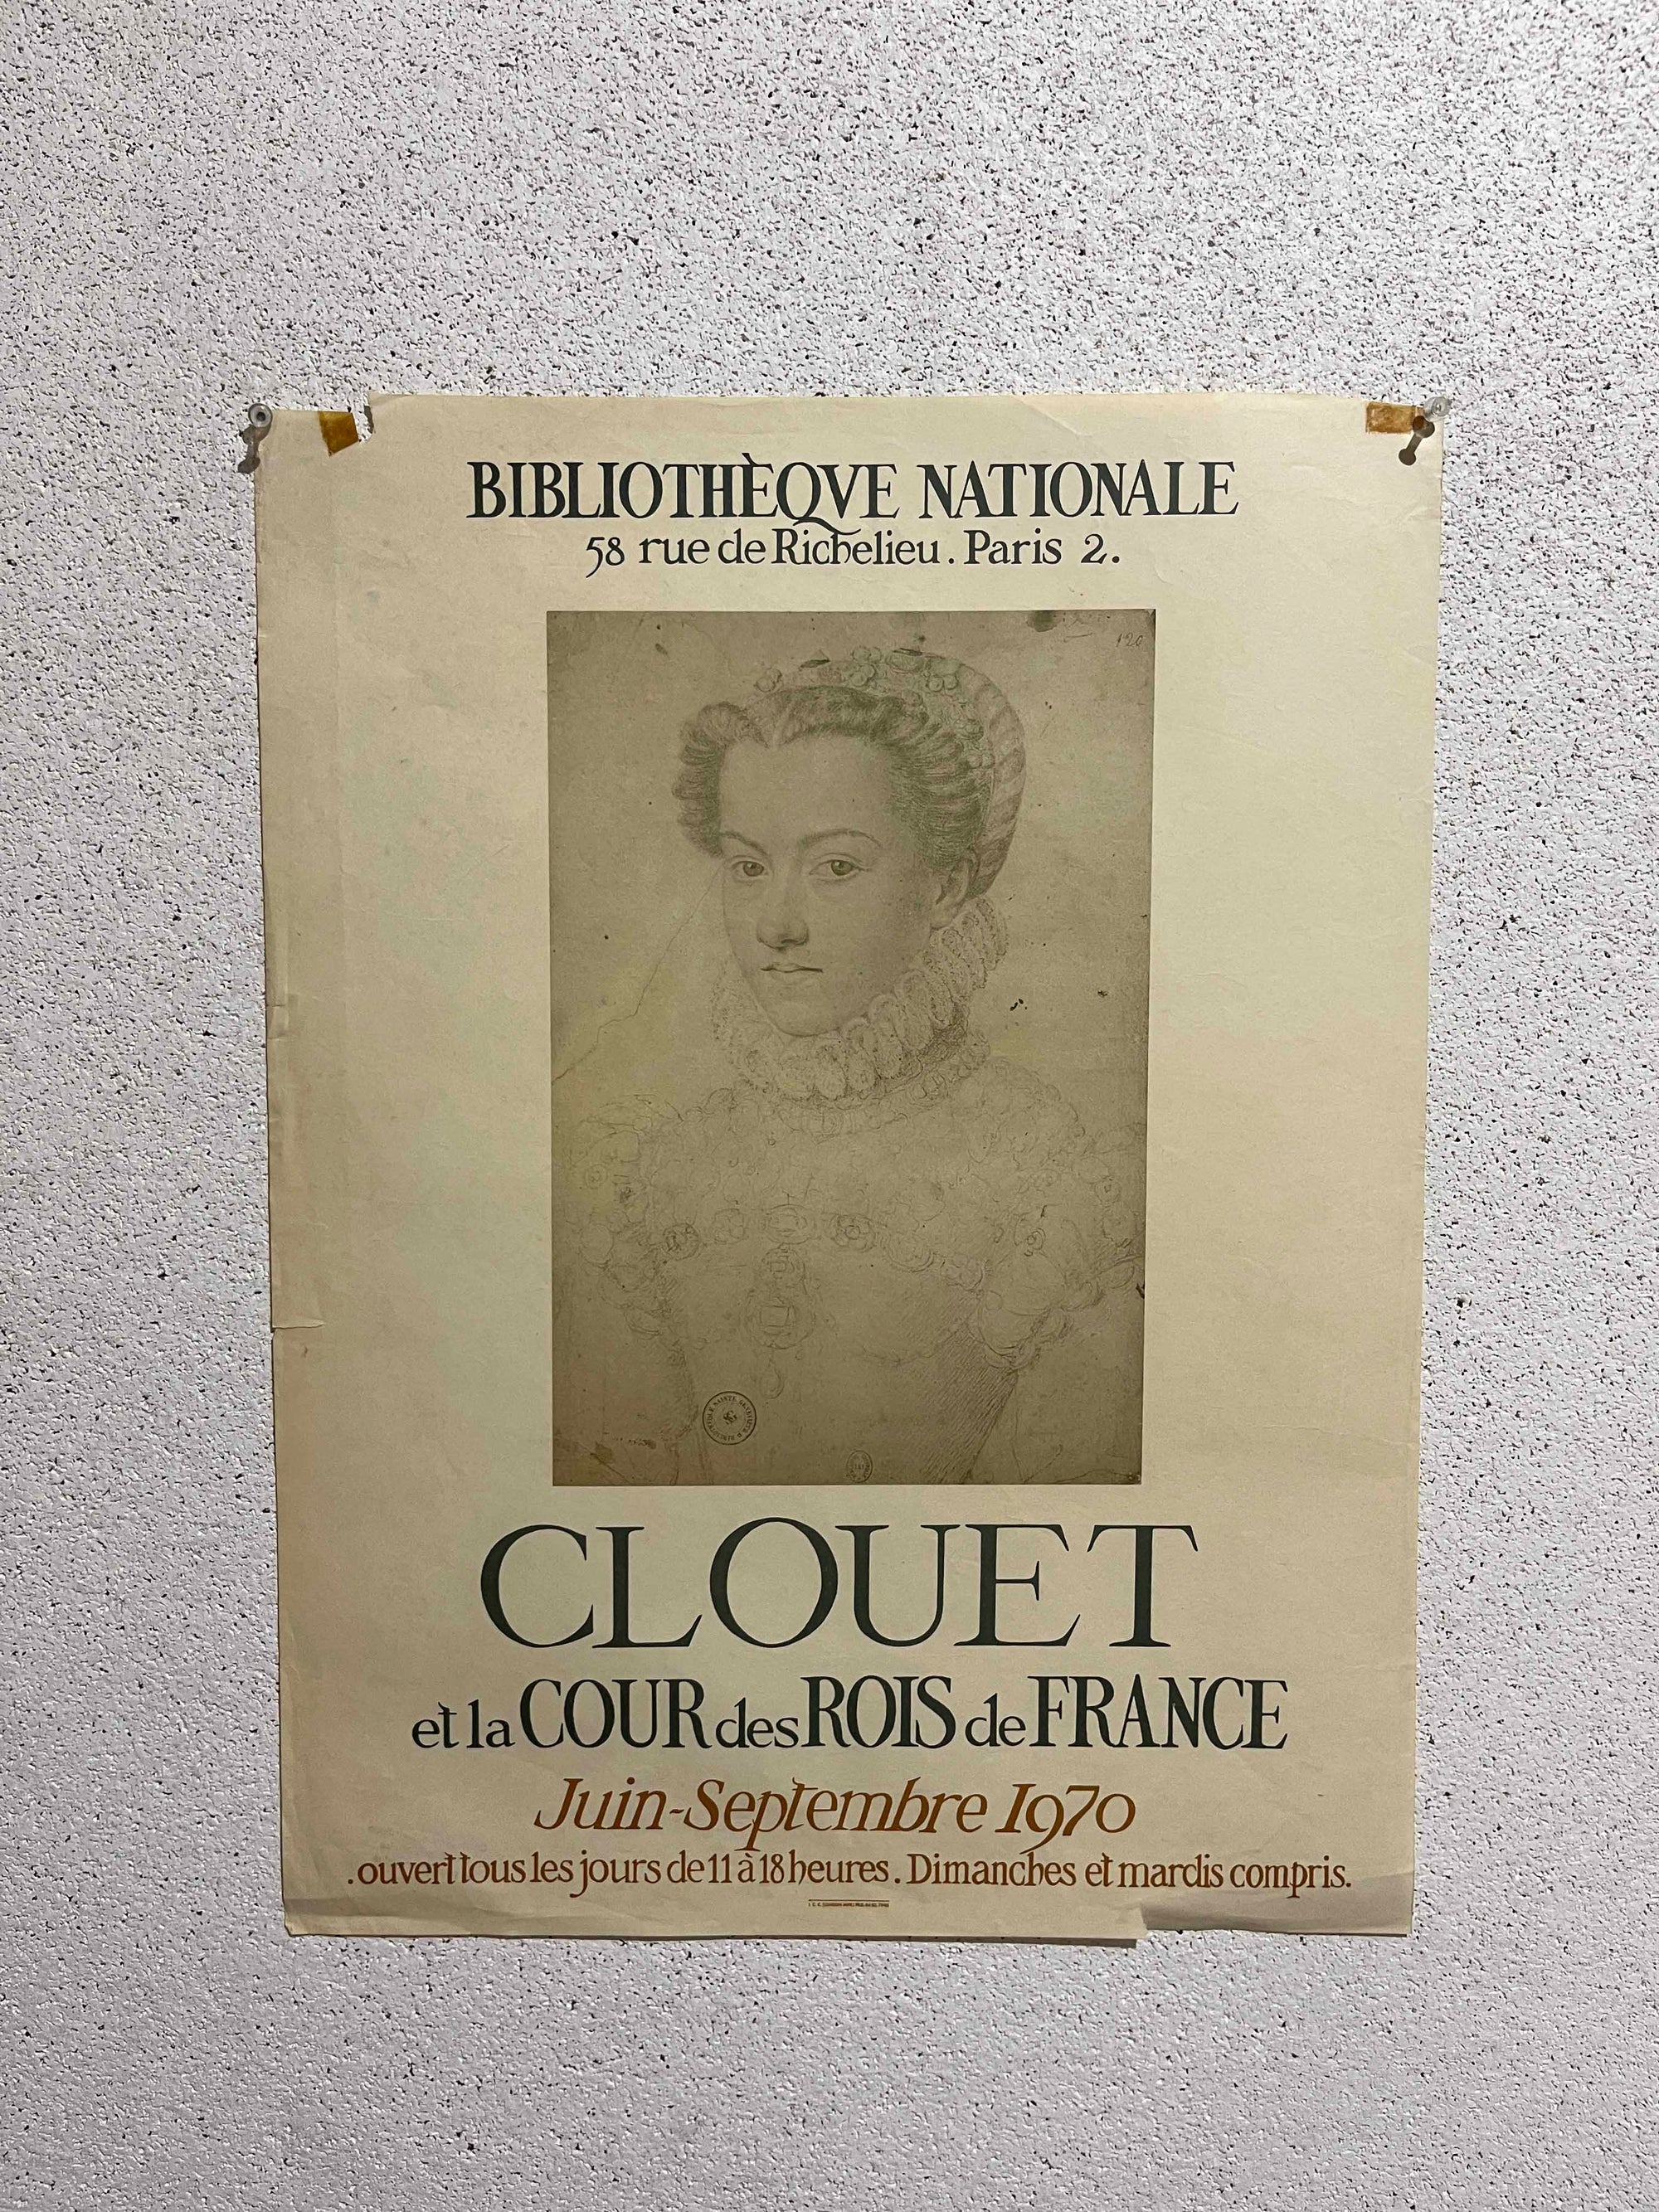 BIBLIOTHÈQVE NATIONALE
58 rue de Richelieu. Paris 2.
120
CLOUET
et la COUR des ROIS de FRANCE
Juin-Septembre 1970
.ouvert tous les jours de 11 à 18 heures. Dimanches et mardis compris.